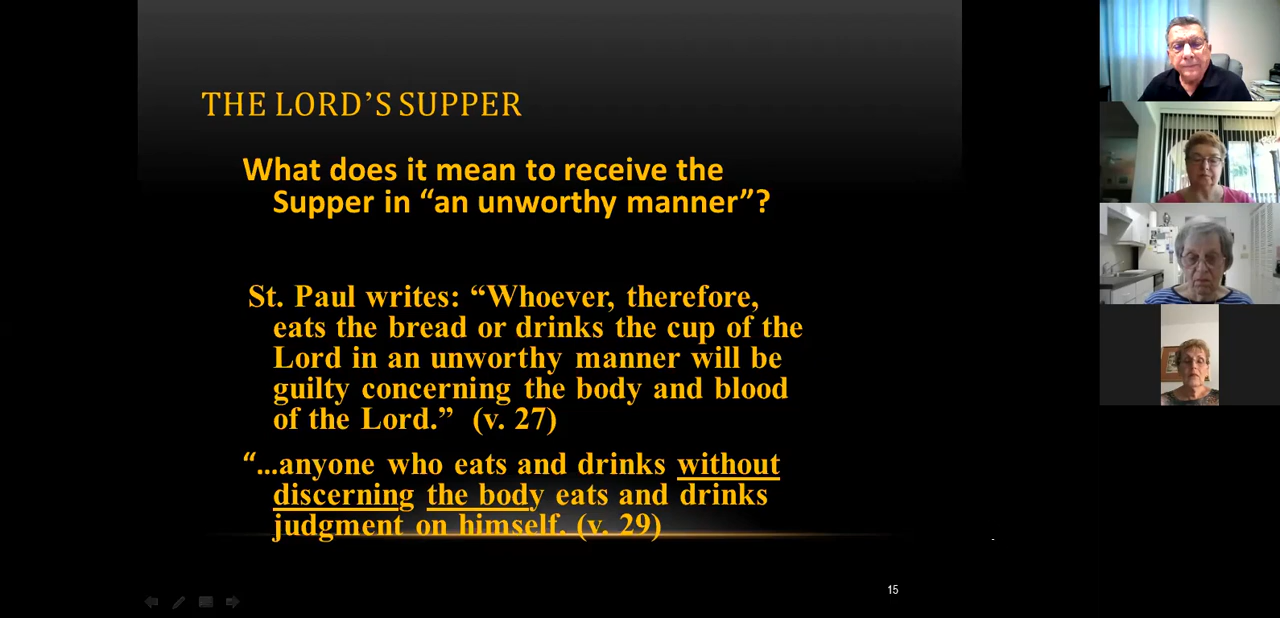 THE LORD’S SUPPER
What does it mean to receive the
Supper in “an unworthy manner”?
St. Paul writes: “Whoever, therefore,
eats the bread or drinks the cup of the
Lord in an unworthy manner will be
guilty concerning the body and blood
of the Lord.” (v. 27)
“...anyone who eats and drinks without
discerning the body eats and drinks
judgment on himself. (v. 29)
15